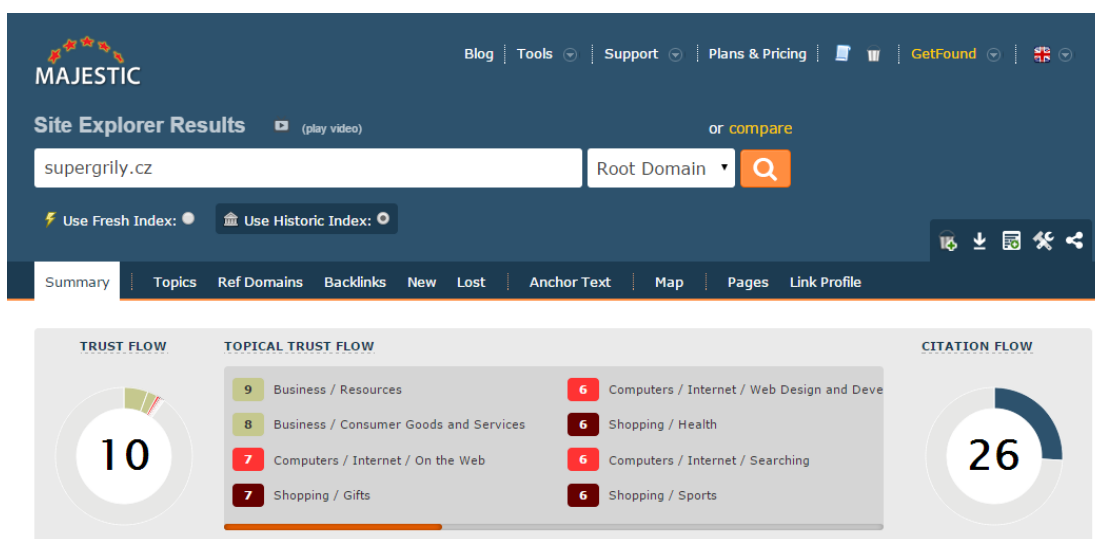 MAJESTIC
Blog Tools Support Plans & Pricing GetFound
Site Explorer Results (play video) or compare
supergrily.cz Root Domain
Use Fresh Index: Use Historic Index:
Summary Topics Ref Domains Backlinks New Lost Anchor Text Map Pages Link Profile
TRUST FLOW
10
TOPICAL TRUST FLOW
9 Business / Resources
8 Business / Consumer Goods and Services
7 Computers / Internet / On the Web
7 Shopping / Gifts
6 Computers / Internet / Web Design and Deve
6 Shopping / Health
6 Computers / Internet / Searching
6 Shopping / Sports
CITATION FLOW
26